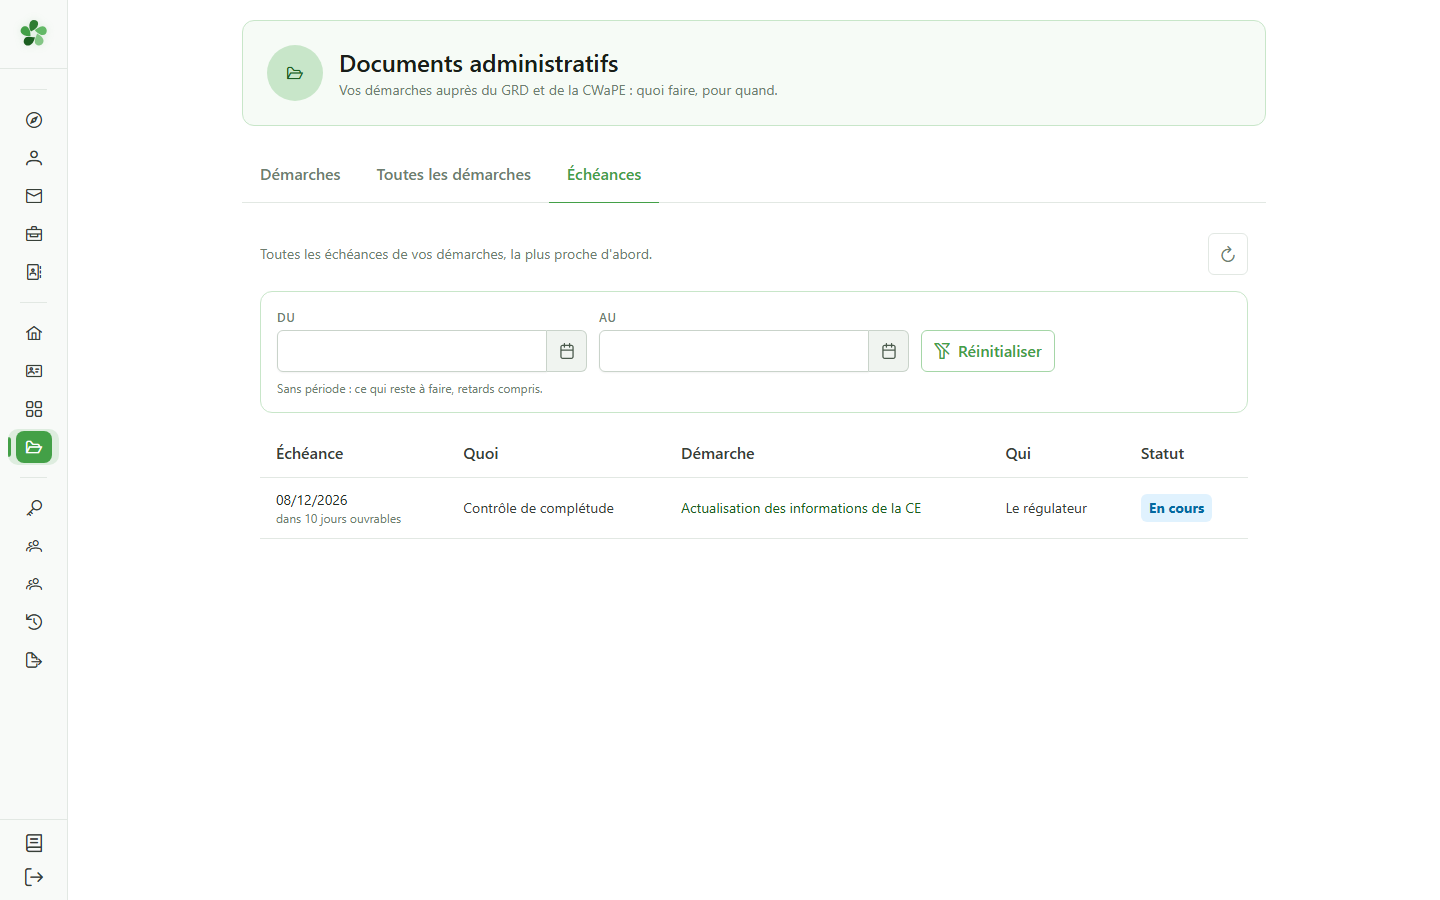 Documents administratifs
Vos démarches auprès du GRD et de la CWaPE : quoi faire, pour quand.
Démarches
Toutes les démarches
Échéances
Toutes les échéances de vos démarches, la plus proche d'abord.
DU
AU
Réinitialiser
Sans période : ce qui reste à faire, retards compris.
Échéance
Quoi
Démarche
Qui
Statut
08/12/2026
dans 10 jours ouvrables
Contrôle de complétude
Actualisation des informations de la CE
Le régulateur
En cours